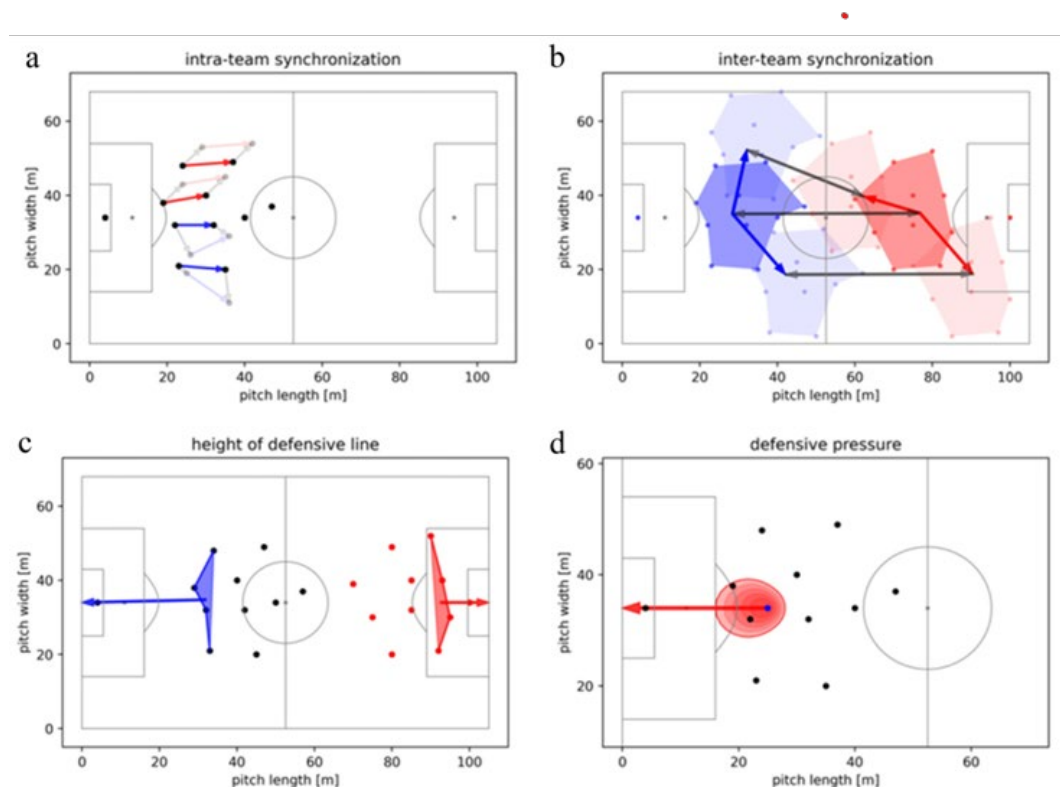 a
intra-team synchronization
60
40
20
0
pitch width [m]
0 20 40 60 80 100
pitch length [m]
b
inter-team synchronization
60
40
20
0
pitch width [m]
0 20 40 60 80 100
pitch length [m]
c
height of defensive line
60
40
20
0
pitch width [m]
0 20 40 60 80 100
pitch length [m]
d
defensive pressure
60
40
20
pitch width [m]
0 20 40 60
pitch length [m]